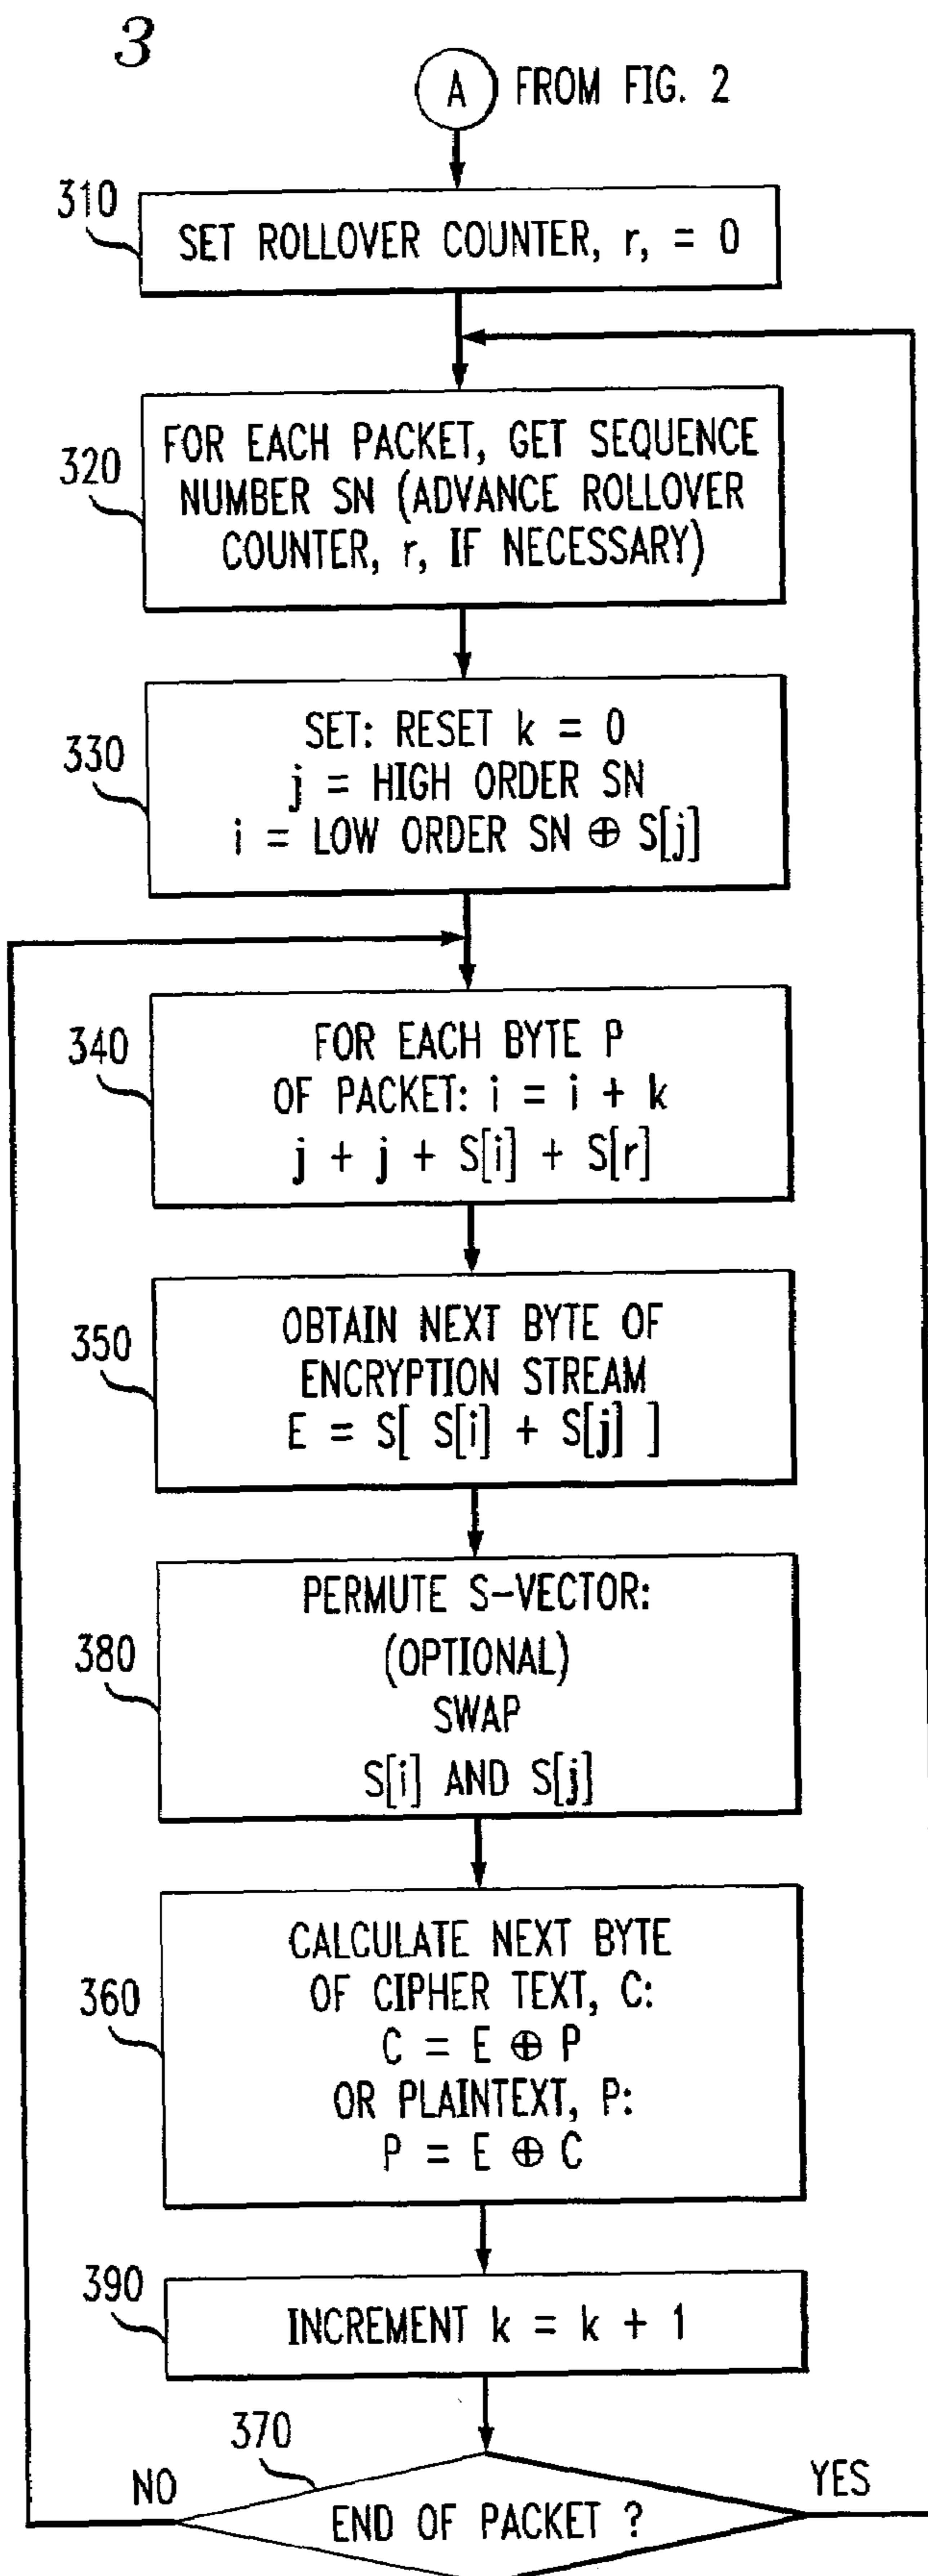 3
A FROM FIG. 2
310
SET ROLLOVER COUNTER, r, = 0
320
FOR EACH PACKET, GET SEQUENCE
NUMBER SN (ADVANCE ROLLOVER
COUNTER, r, IF NECESSARY)
330
SET: RESET k = 0
j = HIGH ORDER SN
i = LOW ORDER SN ⊕ S[j]
340
FOR EACH BYTE P
OF PACKET: i = i + k
j + j + S[i] + S[r]
350
OBTAIN NEXT BYTE OF
ENCRYPTION STREAM
E = S[ S[i] + S[j] ]
380
PERMUTE S-VECTOR:
(OPTIONAL)
SWAP
S[i] AND S[j]
360
CALCULATE NEXT BYTE
OF CIPHER TEXT, C:
C = E ⊕ P
OR PLAINTEXT, P:
P = E ⊕ C
390
INCREMENT k = k + 1
370
NO
YES
END OF PACKET ?